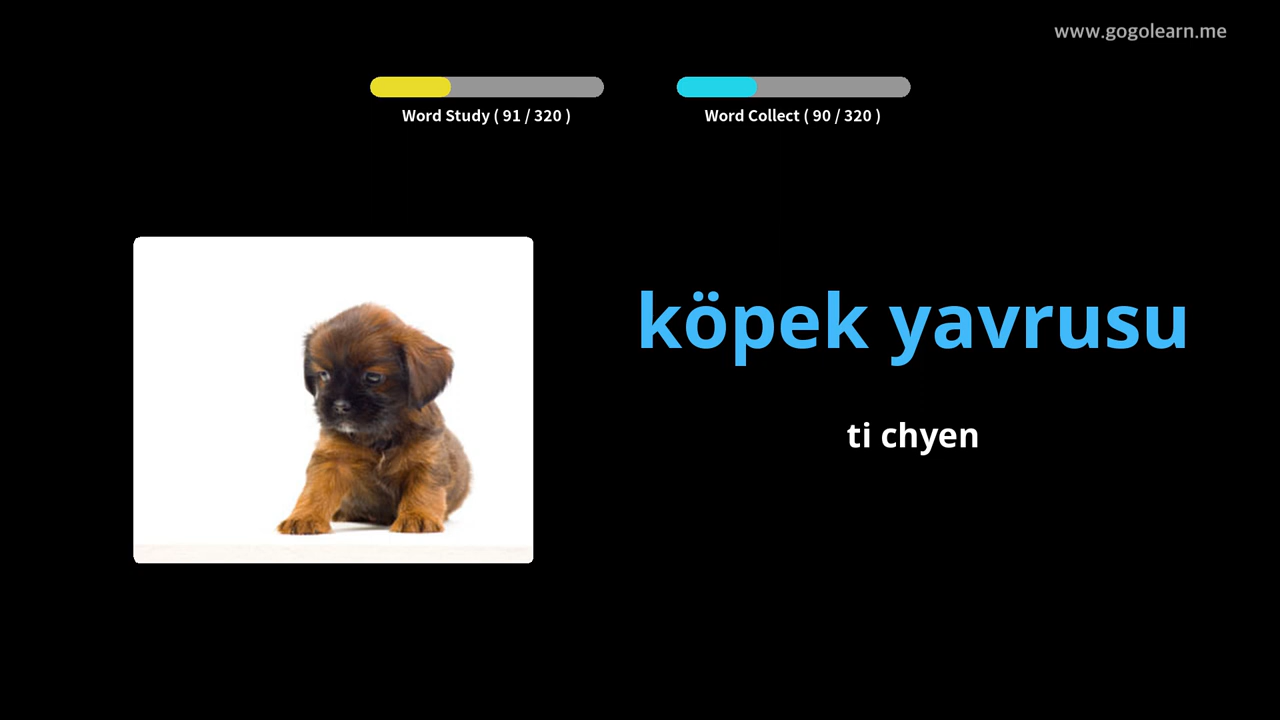 www.gogolearn.me
Word Study ( 91 / 320 )
Word Collect ( 90 / 320 )
köpek yavrusu
ti chyen